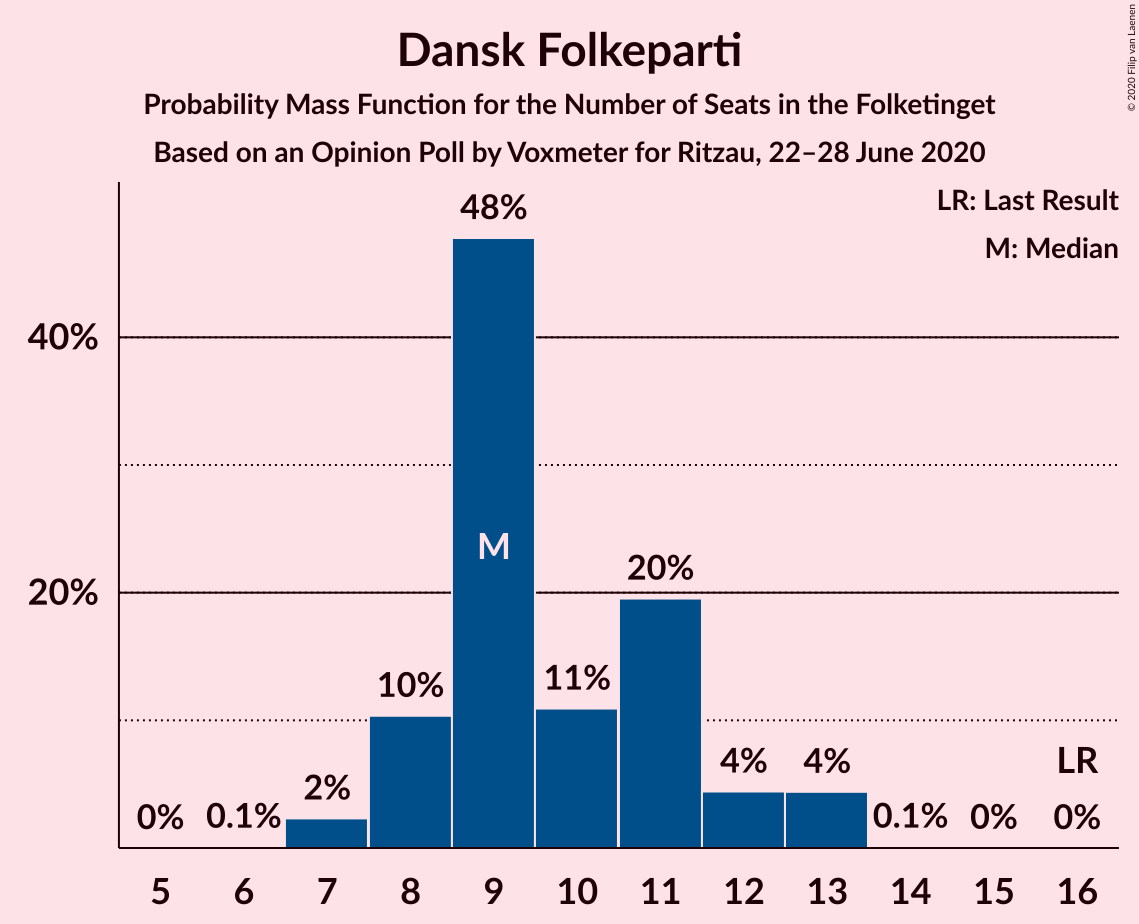 Dansk Folkeparti
Probability Mass Function for the Number of Seats in the Folketinget
Based on an Opinion Poll by Voxmeter for Ritzau, 22–28 June 2020
© 2020 Filip van Laenen
LR: Last Result
M: Median
40%
20%
0%
0.1%
2%
10%
48%
M
11%
20%
4%
4%
0.1%
0%
LR
0%
5 6 7 8 9 10 11 12 13 14 15 16